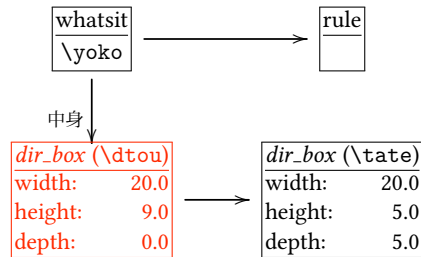 whatsit
\yoko
rule
中身
dir_box (\dtou)
width: 20.0
height: 9.0
depth: 0.0
dir_box (\tate)
width: 20.0
height: 5.0
depth: 5.0